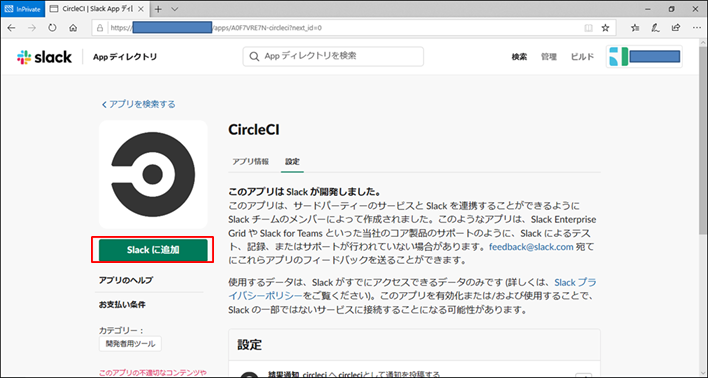 InPrivate
CircleCI | Slack App ディレ
https://
/apps/A0F7VRE7N-circleci?next_id=0
slack
App ディレクトリ
App ディレクトリを検索
検索
管理
ビルド
アプリを検索する
CircleCI
アプリ情報
設定
このアプリは Slack が開発しました。
このアプリは、サードパーティーのサービスと Slack を連携することができるように
Slack チームのメンバーによって作成されました。このようなアプリは、Slack Enterprise
Grid や Slack for Teams といった当社のコア製品のサポートのように、Slack によるテス
ト、記録、またはサポートが行われていない場合があります。feedback@slack.com 宛て
にこれらアプリのフィードバックを送ることができます。
Slack に追加
アプリのヘルプ
お支払い条件
使用するデータは、Slack がすでにアクセスできるデータのみです (詳しくは、Slack プラ
イバシーポリシーをご覧ください)。このアプリを有効化または/および使用することで、
Slack の一部ではないサービスに接続することになる可能性があります。
カテゴリー：
開発者用ツール
このアプリの不適切なコンテンツや
設定
結果通知, circleci へ circleciとして通知を投稿する